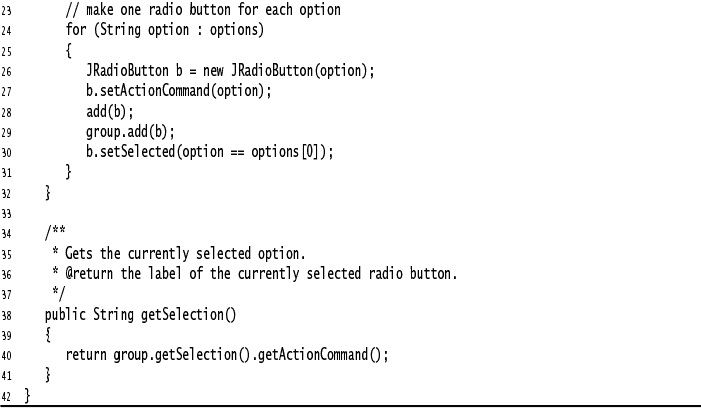 23 // make one radio button for each option
24 for (String option : options)
25 {
26 JRadioButton b = new JRadioButton(option);
27 b.setActionCommand(option);
28 add(b);
29 group.add(b);
30 b.setSelected(option == options[0]);
31 }
32 }
33
34 /**
35 * Gets the currently selected option.
36 * @return the label of the currently selected radio button.
37 */
38 public String getSelection()
39 {
40 return group.getSelection().getActionCommand();
41 }
42 }